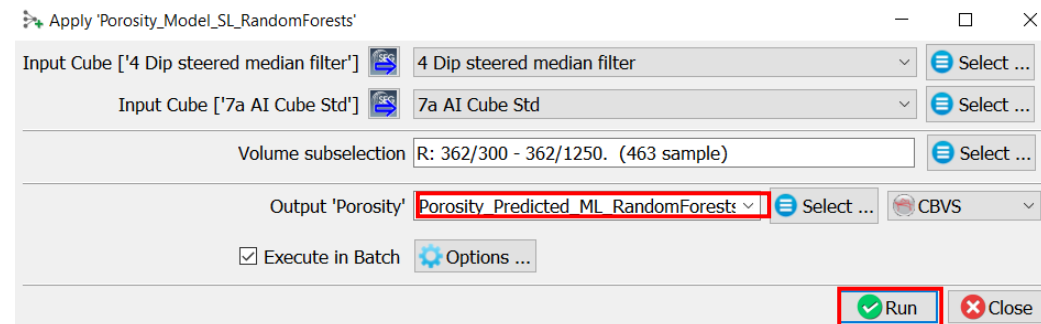 Apply 'Porosity_Model_SL_RandomForests'
Input Cube ['4 Dip steered median filter'] SEG 4 Dip steered median filter Select ...
Input Cube ['7a AI Cube Std'] SEG 7a AI Cube Std Select ...
Volume subselection R: 362/300 - 362/1250. (463 sample) Select ...
Output 'Porosity' Porosity_Predicted_ML_RandomForests Select ... CBVS
Execute in Batch Options ...
Run Close